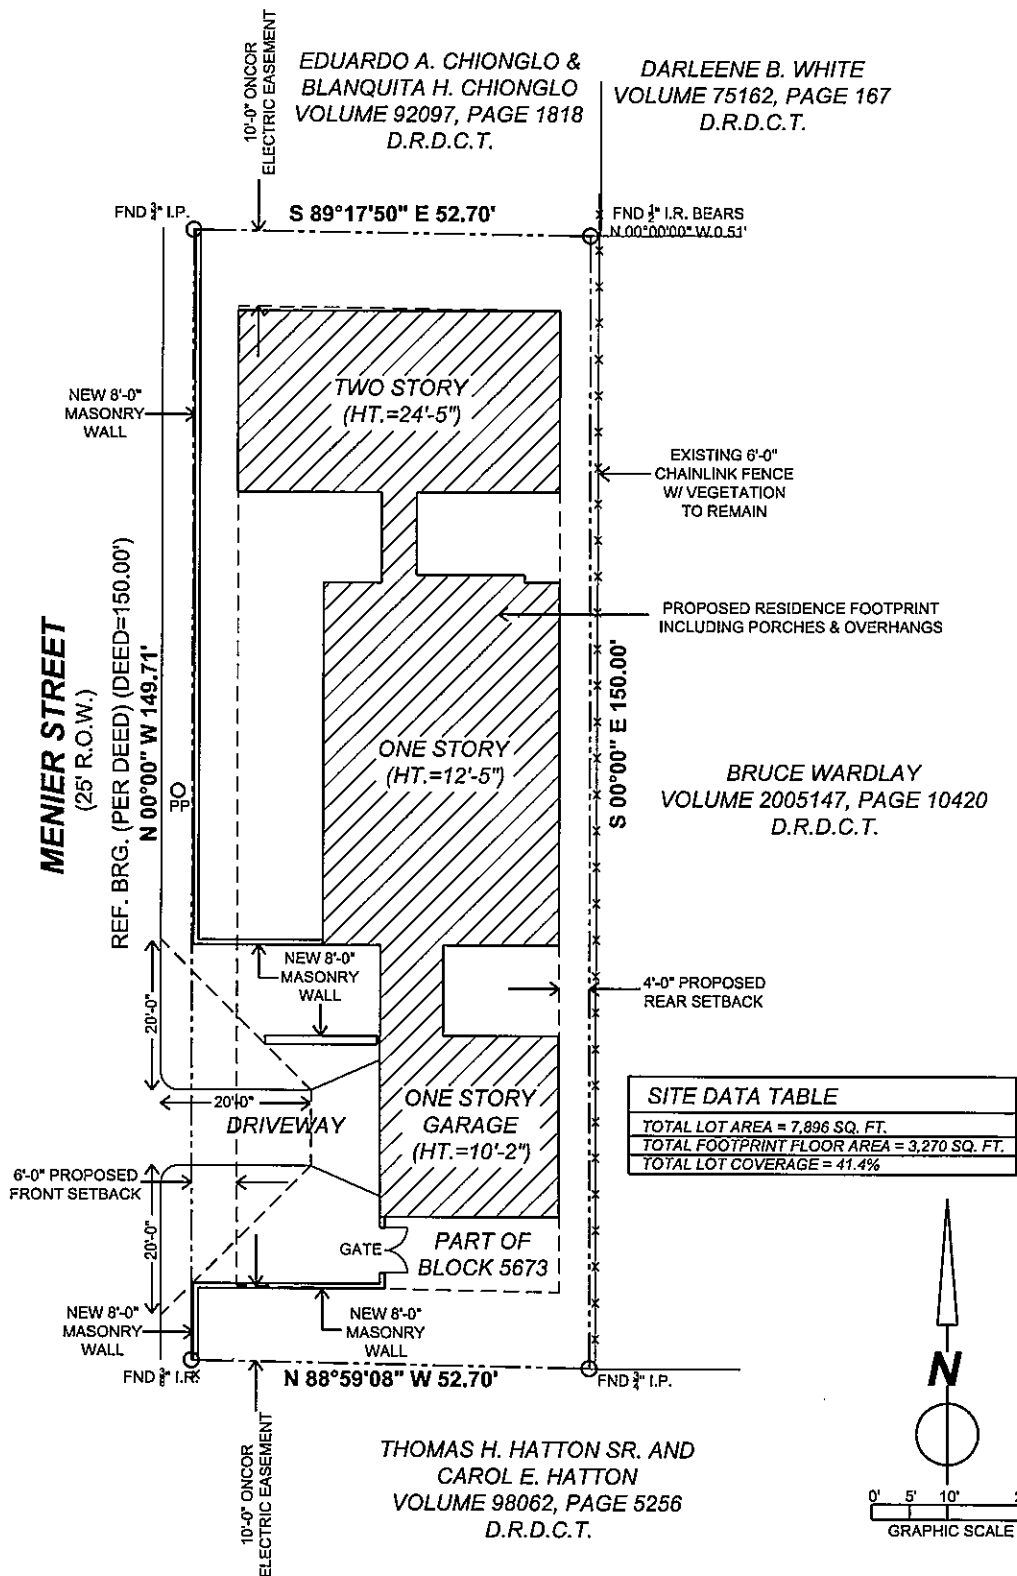 10'-0" ONCOR
ELECTRIC EASEMENT
EDUARDO A. CHIONGLO &
BLANQUITA H. CHIONGLO
VOLUME 92097, PAGE 1818
D.R.D.C.T.
DARLEENE B. WHITE
VOLUME 75162, PAGE 167
D.R.D.C.T.
FND 3/4" I.P.
S 89°17'50" E 52.70'
FND 1/2" I.R. BEARS
N 00°00'00" W 0.51'
TWO STORY
(HT.=24'-5")
NEW 8'-0"
MASONRY
WALL
EXISTING 6'-0"
CHAINLINK FENCE
W/ VEGETATION
TO REMAIN
PROPOSED RESIDENCE FOOTPRINT
INCLUDING PORCHES & OVERHANGS
MENIER STREET
(25' R.O.W.)
REF. BRG. (PER DEED) (DEED=150.00')
N 00°00'00" W 149.71'
PP
ONE STORY
(HT.=12'-5")
S 00°00'00" E 150.00'
BRUCE WARDLAY
VOLUME 2005147, PAGE 10420
D.R.D.C.T.
NEW 8'-0"
MASONRY
WALL
4'-0" PROPOSED
REAR SETBACK
20'-0"
20'-0"
DRIVEWAY
ONE STORY
GARAGE
(HT.=10'-2")
SITE DATA TABLE
TOTAL LOT AREA = 7,896 SQ. FT.
TOTAL FOOTPRINT FLOOR AREA = 3,270 SQ. FT.
TOTAL LOT COVERAGE = 41.4%
6'-0" PROPOSED
FRONT SETBACK
20'-0"
GATE
PART OF
BLOCK 5673
NEW 8'-0"
MASONRY
WALL
NEW 8'-0"
MASONRY
WALL
FND 3/8" I.R.
N 88°59'08" W 52.70'
FND 3/4" I.P.
10'-0" ONCOR
ELECTRIC EASEMENT
THOMAS H. HATTON SR. AND
CAROL E. HATTON
VOLUME 98062, PAGE 5256
D.R.D.C.T.
N
0' 5' 10'
GRAPHIC SCALE